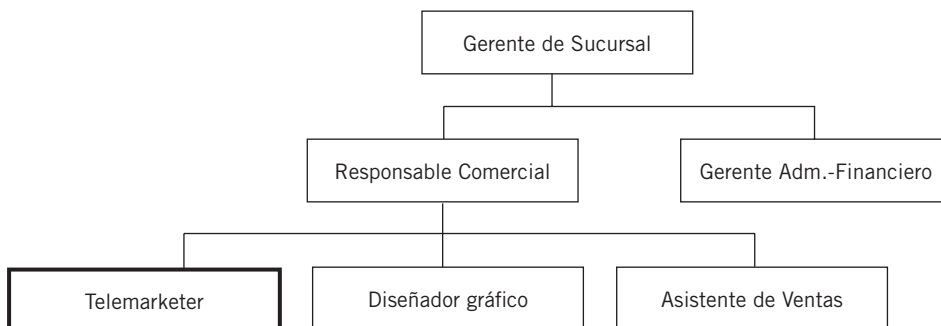 Gerente de Sucursal
Responsable Comercial
Gerente Adm.-Financiero
Telemarketer
Diseñador gráfico
Asistente de Ventas